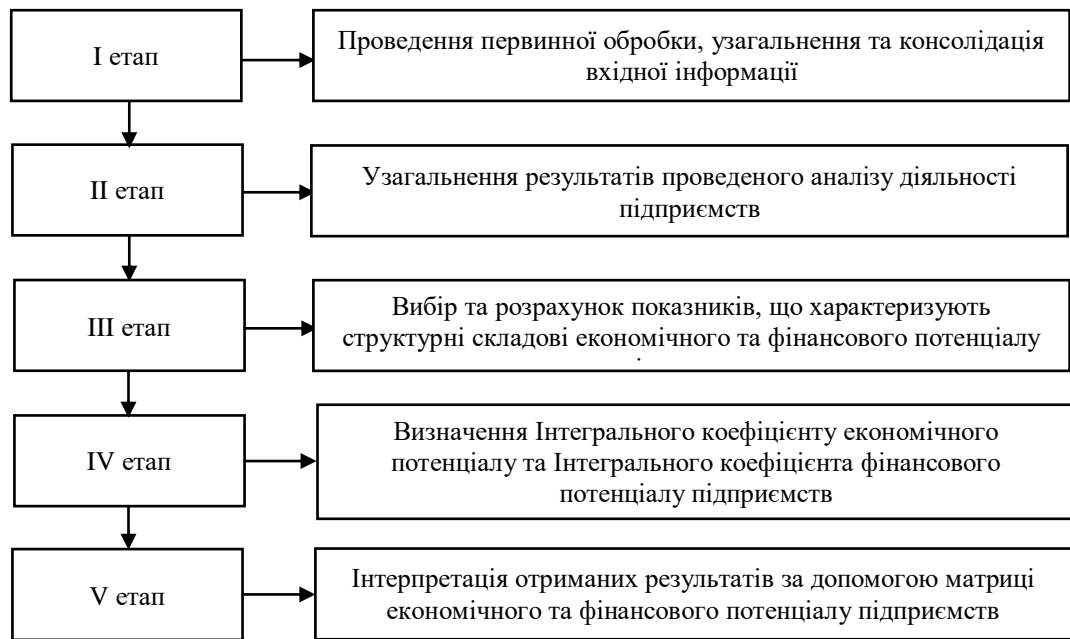 I етап
Проведення первинної обробки, узагальнення та консолідація
вхідної інформації
II етап
Узагальнення результатів проведеного аналізу діяльності
підприємств
III етап
Вибір та розрахунок показників, що характеризують
структурні складові економічного та фінансового потенціалу
IV етап
Визначення Інтегрального коефіцієнту економічного
потенціалу та Інтегрального коефіцієнта фінансового
потенціалу підприємств
V етап
Інтерпретація отриманих результатів за допомогою матриці
економічного та фінансового потенціалу підприємств